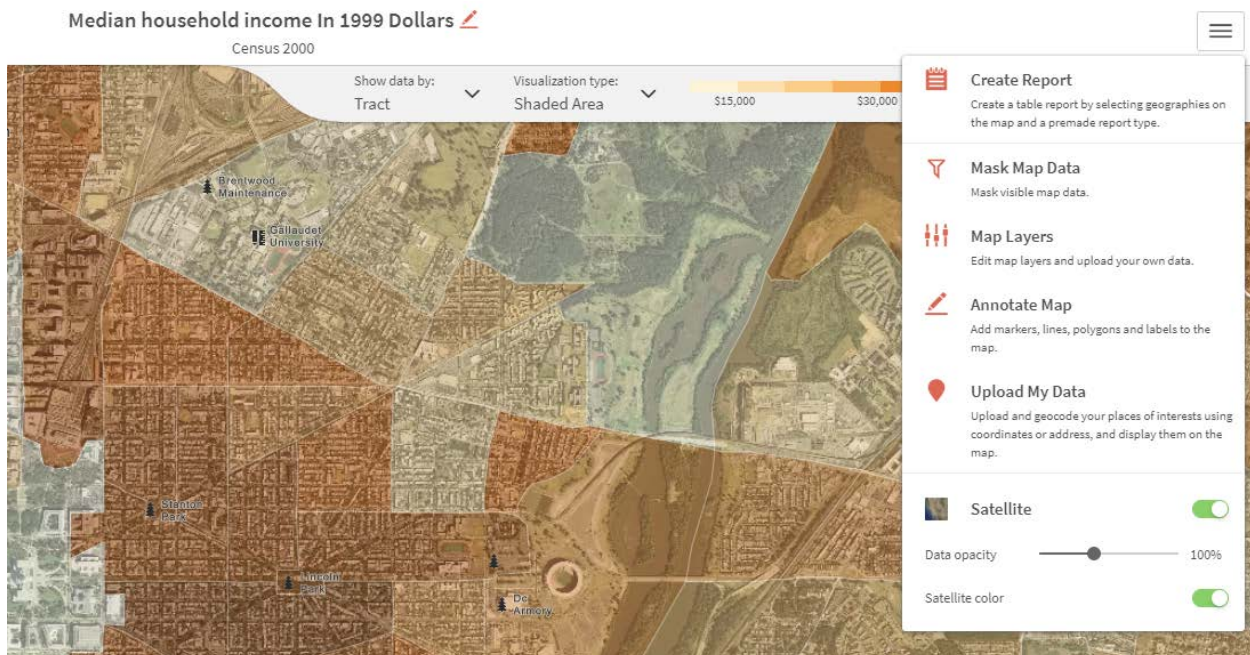 Median household income In 1999 Dollars
Census 2000
Show data by:
Tract
Visualization type:
Shaded Area
$15,000
$30,000
Create Report
Create a table report by selecting geographies on
the map and a premade report type.
Mask Map Data
Mask visible map data.
Map Layers
Edit map layers and upload your own data.
Annotate Map
Add markers, lines, polygons and labels to the
map.
Upload My Data
Upload and geocode your places of interests using
coordinates or address, and display them on the
map.
Satellite
Data opacity
100%
Satellite color
Brentwood
Maintenance
Gallaudet
University
Stanton
Park
Lincoln
Park
Dc
Armory